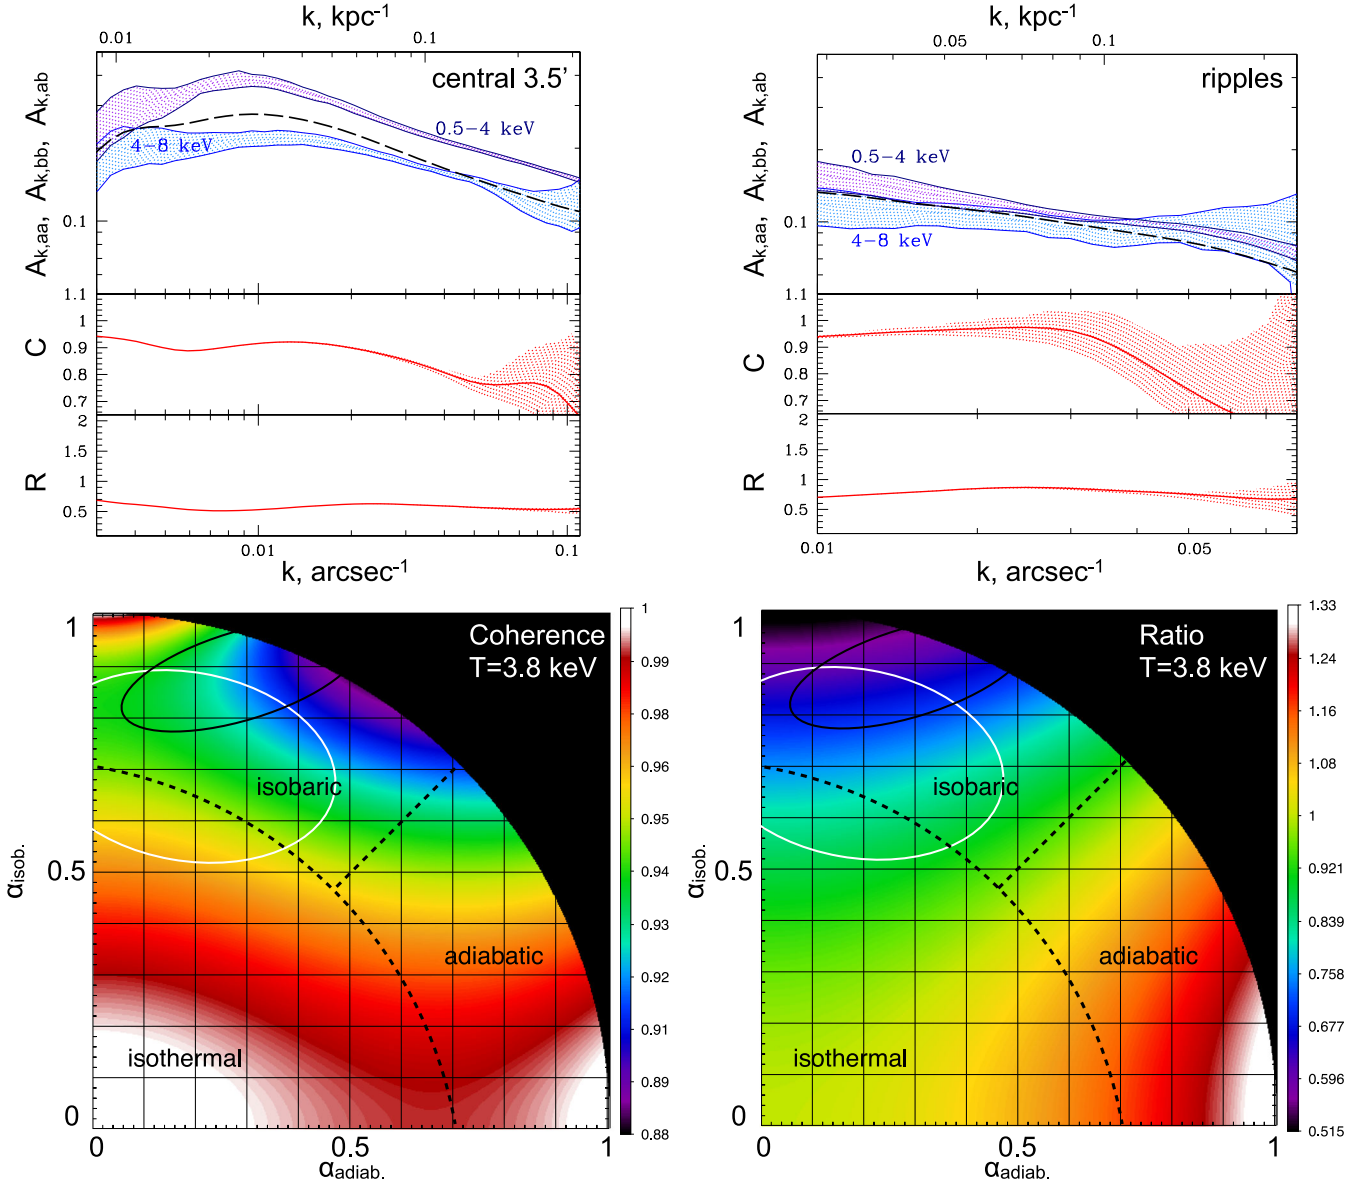 k, kpc-1
0.01
0.1
central 3.5'
0.5-4 keV
4-8 keV
Ak,aa, Ak,bb, Ak,ab
0.1
1.1
1
0.9
0.8
0.7
C
2
1.5
1
0.5
R
0.01
0.1
k, arcsec-1
k, kpc-1
0.05
0.1
ripples
0.5-4 keV
4-8 keV
Ak,aa, Ak,bb, Ak,ab
0.1
1.1
1
0.9
0.8
0.7
C
2
1.5
1
0.5
R
0.01
0.05
k, arcsec-1
Coherence
T=3.8 keV
isobaric
adiabatic
isothermal
1
0.5
0
αisob.
0
0.5
1
αadiab.
1
0.99
0.98
0.96
0.95
0.94
0.92
0.91
0.89
0.88
Ratio
T=3.8 keV
isobaric
adiabatic
isothermal
1
0.5
0
αisob.
0
0.5
1
αadiab.
1.33
1.24
1.16
1.08
1
0.921
0.839
0.758
0.677
0.596
0.515